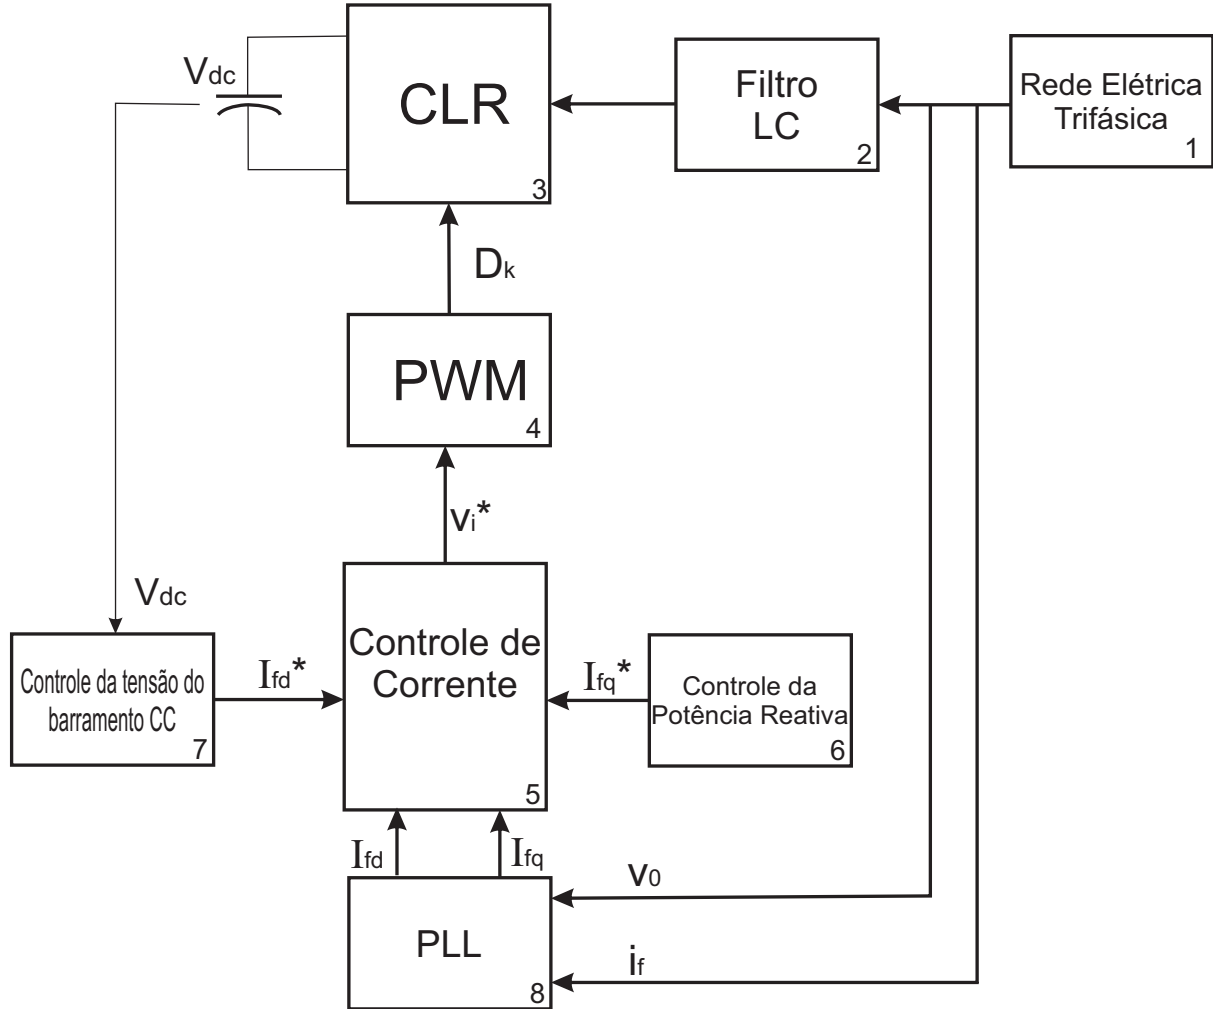 Vdc
CLR
3
Filtro
LC
2
Rede Elétrica
Trifásica
1
Dk
PWM
4
vi*
Vdc
Controle da tensão do
barramento CC
7
Ifd*
Controle de
Corrente
5
Ifq*
Controle da
Potência Reativa
6
Ifd
Ifq
v0
PLL
8
if